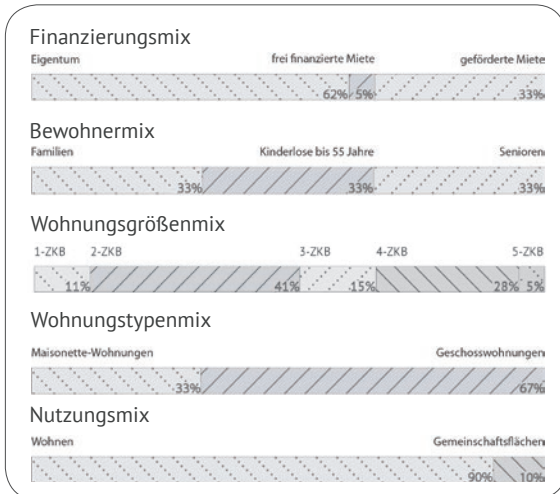 Finanzierungsmix
Eigentum frei finanzierte Miete geförderte Miete
62% 5% 33%
Bewohnermix
Familien Kinderlose bis 55 Jahre Senioren
33% 33% 33%
Wohnungsgrößenmix
1-ZKB 2-ZKB 3-ZKB 4-ZKB 5-ZKB
11% 41% 15% 28% 5%
Wohnungstypenmix
Maisonette-Wohnungen Geschosswohnungen
33% 67%
Nutzungsmix
Wohnen Gemeinschaftsflächen
90% 10%